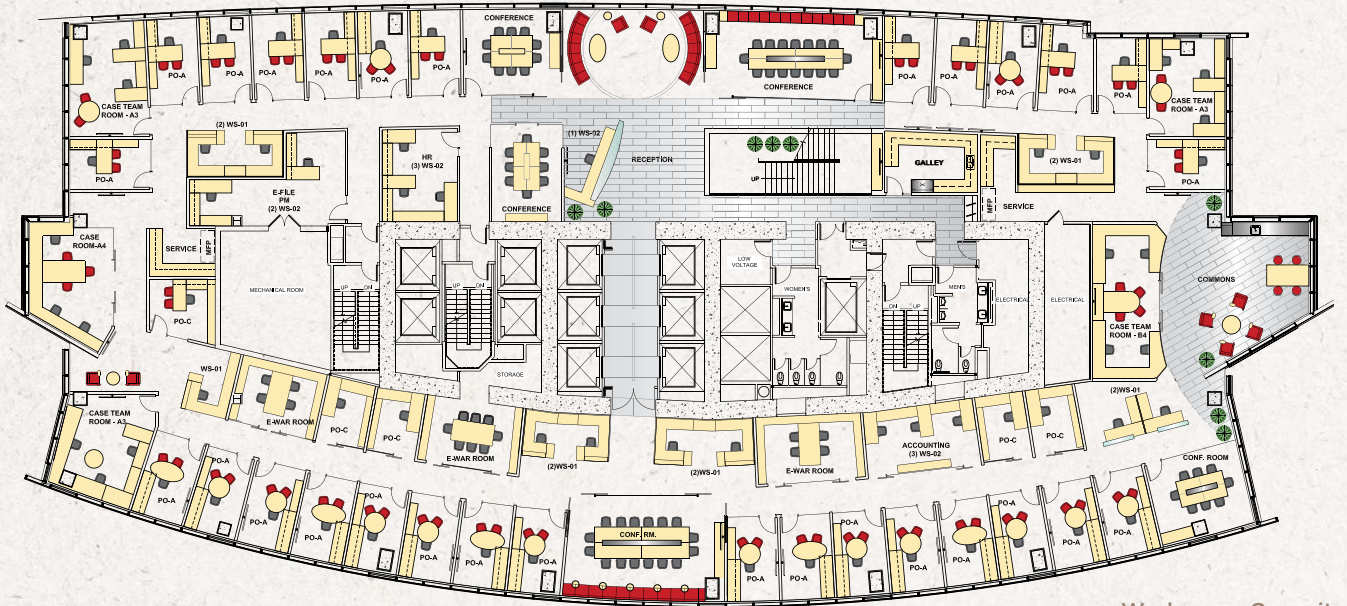 CONFERENCE
PO-A
PO-A
PO-A
PO-A
PO-A
PO-A
CONFERENCE
PO-A
PO-A
PO-A
PO-A
PO-A
CASE TEAM
ROOM - A3
CASE TEAM
ROOM - A3
(2) WS-01
(1) WS-02
RECEPTION
HR
(3) WS-02
GALLEY
(2) WS-01
PO-A
PO-A
UP
E-FILE
PM
(2) WS-02
CONFERENCE
MFP
SERVICE
CASE
ROOM-A4
SERVICE
MFP
LOW
VOLTAGE
COMMONS
MECHANICAL ROOM
UP
DN
UP
DN
WOMEN'S
DN
UP
MEN'S
ELECTRICAL
ELECTRICAL
PO-C
CASE TEAM
ROOM - B4
WS-01
STORAGE
(2)WS-01
CASE TEAM
ROOM - A3
E-WAR ROOM
PO-C
PO-C
E-WAR ROOM
(2)WS-01
(2)WS-01
E-WAR ROOM
ACCOUNTING
(3) WS-02
PO-C
PO-C
CONF. ROOM
PO-A
PO-A
PO-A
PO-A
PO-A
PO-A
PO-A
PO-A
PO-A
PO-A
CONF. RM.
PO-A
PO-A
PO-A
PO-A
PO-A
PO-A
PO-A
PO-A
PO-A